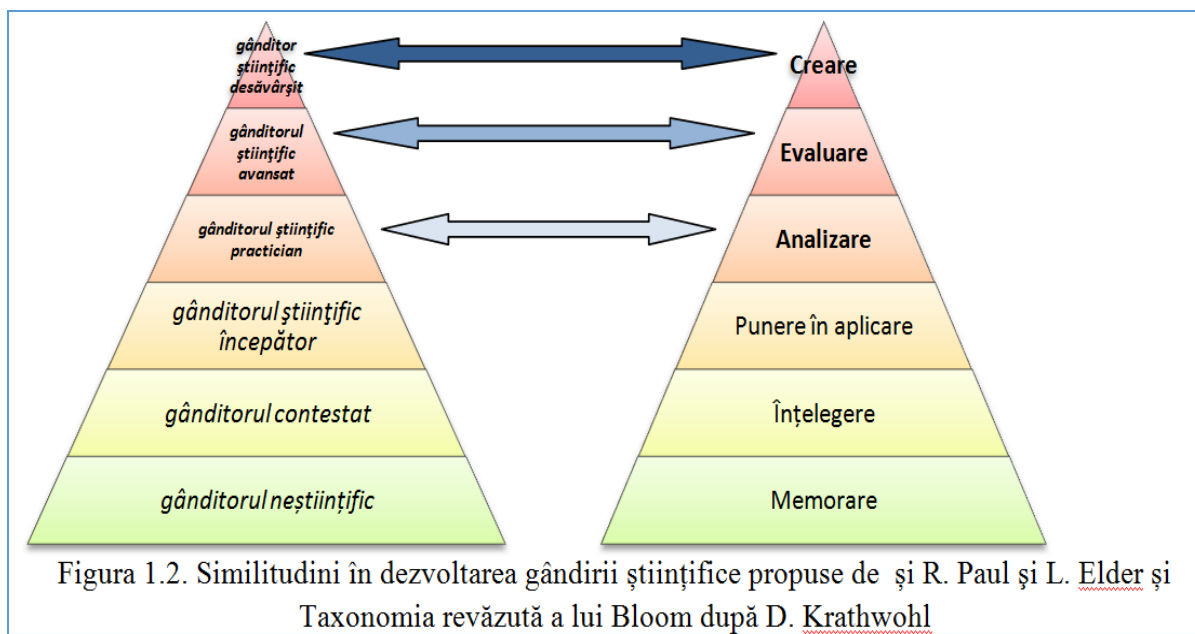 gânditor
ştiinţific
desăvârşit
gânditorul
ştiinţific
avansat
gânditorul ştiinţific
practician
gânditorul ştiinţific
începător
gânditorul contestat
gânditorul neștiințific
Creare
Evaluare
Analizare
Punere în aplicare
Înțelegere
Memorare
Figura 1.2. Similitudini în dezvoltarea gândirii științifice propuse de și R. Paul şi L. Elder și
Taxonomia revăzută a lui Bloom după D. Krathwohl